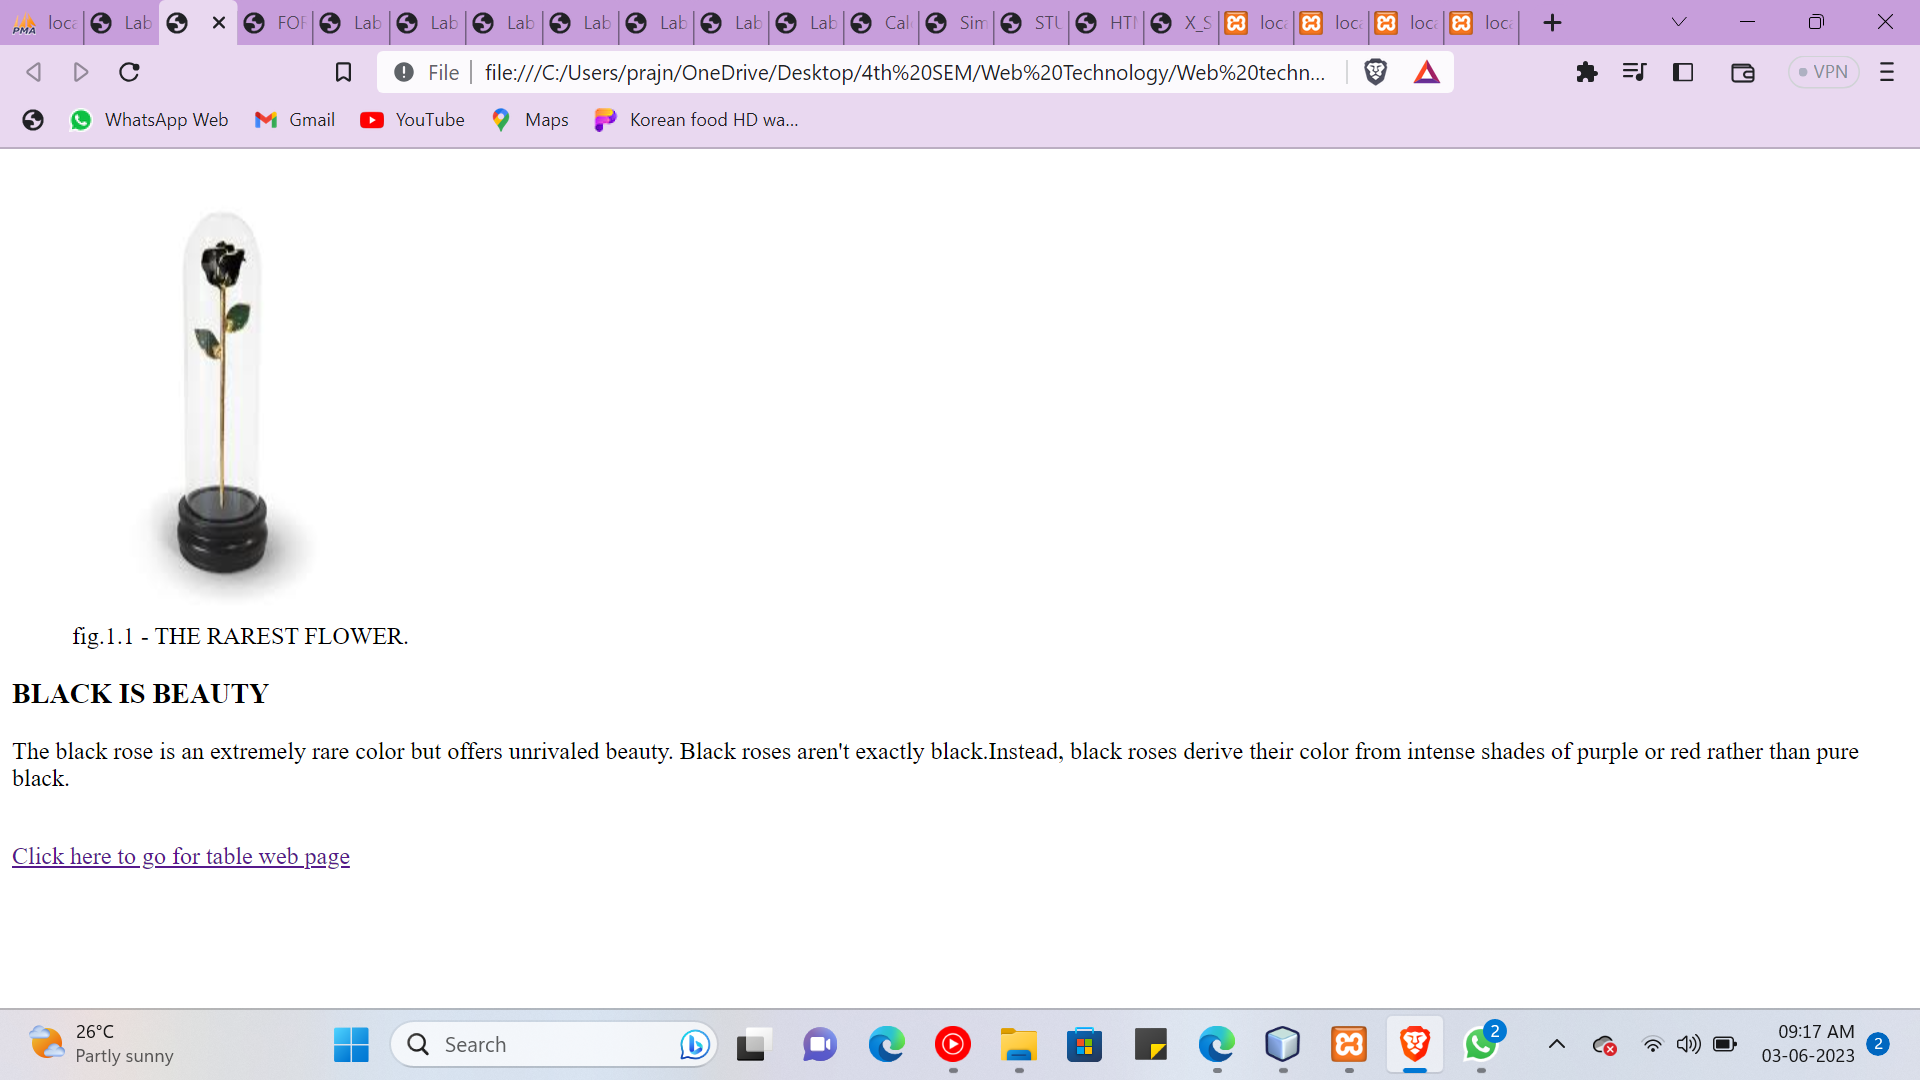 PMA loca Lab FOR Lab Lab Lab Lab Lab Lab Lab Calc Sim STU HTM X_S loca loca loca loca
File file:///C:/Users/prajn/OneDrive/Desktop/4th%20SEM/Web%20Technology/Web%20techn... VPN
WhatsApp Web Gmail YouTube Maps Korean food HD wa...
fig.1.1 - THE RAREST FLOWER.
BLACK IS BEAUTY
The black rose is an extremely rare color but offers unrivaled beauty. Black roses aren't exactly black.Instead, black roses derive their color from intense shades of purple or red rather than pure
black.
Click here to go for table web page
26°C
Partly sunny
Search
2
09:17 AM
03-06-2023
2